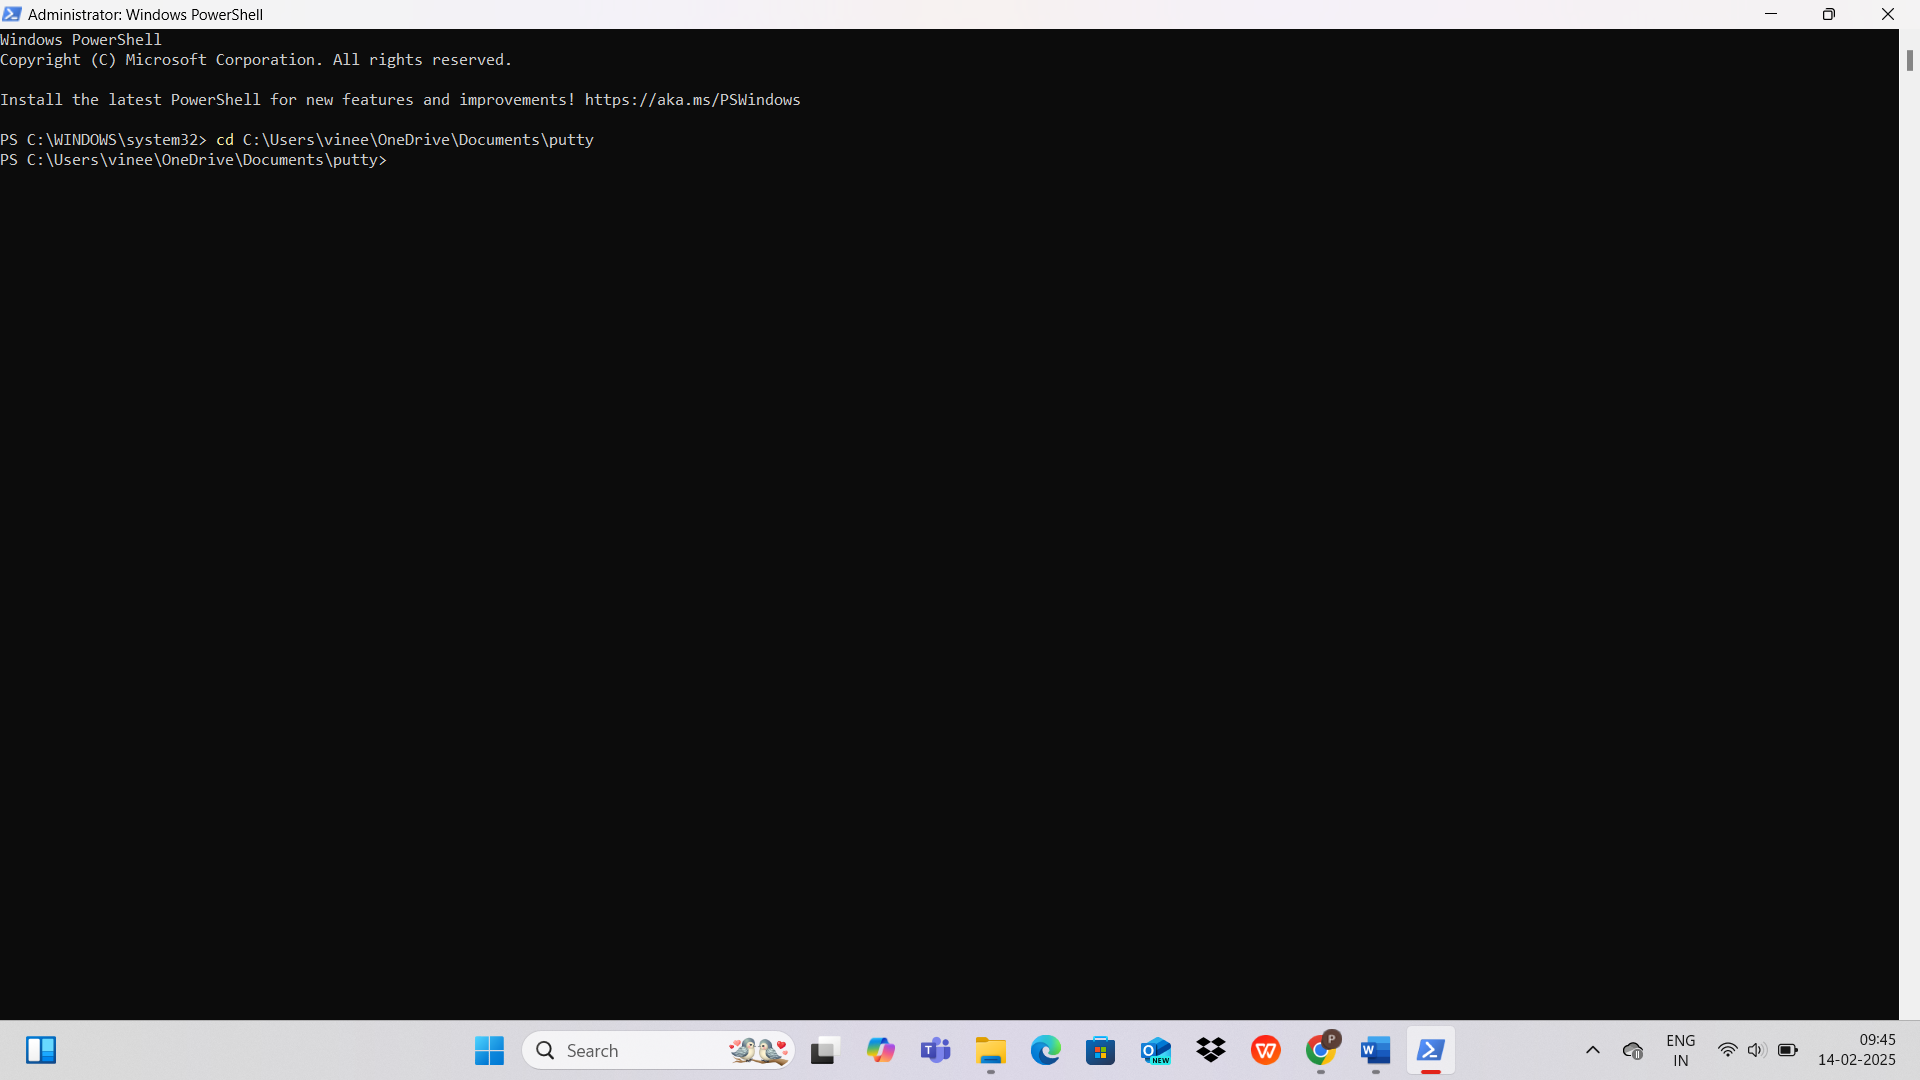 Administrator: Windows PowerShell
Windows PowerShell
Copyright (C) Microsoft Corporation. All rights reserved.
Install the latest PowerShell for new features and improvements! https://aka.ms/PSWindows
PS C:\WINDOWS\system32> cd C:\Users\vinee\OneDrive\Documents\putty
PS C:\Users\vinee\OneDrive\Documents\putty>
Search
T
O
NEW
W
P
W
ENG
IN
09:45
14-02-2025